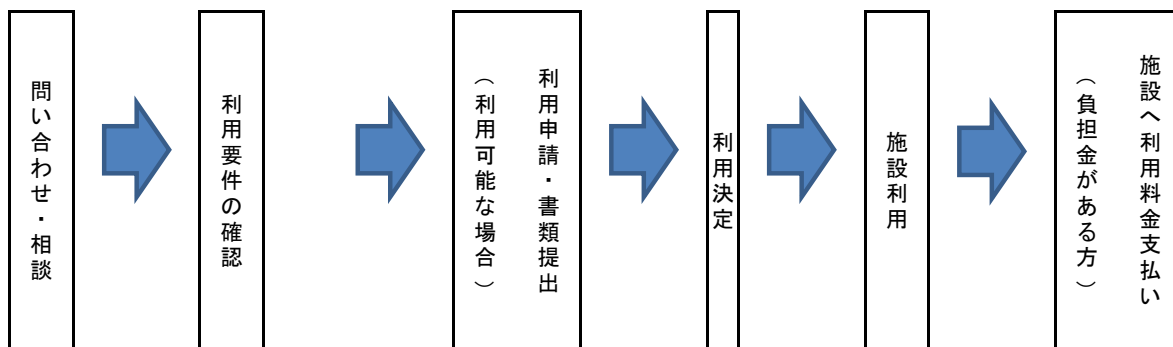 問い合わせ・相談
利用要件の確認
利用申請・書類提出
（利用可能な場合）
利用決定
施設利用
施設へ利用料金支払い
（負担金がある方）